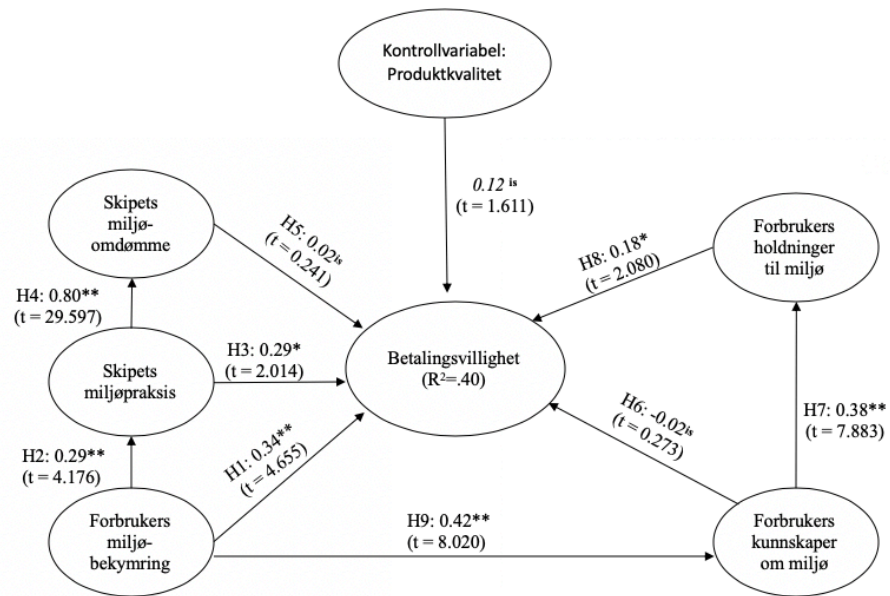 Kontrollvariabel:
Produktkvalitet
0.12 ⁱˢ
(t = 1.611)
Skipets
miljø-
omdømme
H5: 0.02ⁱˢ
(t = 0.241)
H8: 0.18*
(t = 2.080)
Forbrukers
holdninger
til miljø
H4: 0.80**
(t = 29.597)
Skipets
miljøpraksis
H3: 0.29*
(t = 2.014)
Betalingsvillighet
(R²=.40)
H6: -0.02ⁱˢ
(t = 0.273)
H7: 0.38**
(t = 7.883)
H2: 0.29**
(t = 4.176)
H1: 0.34**
(t = 4.655)
Forbrukers
miljø-
bekymring
H9: 0.42**
(t = 8.020)
Forbrukers
kunnskaper
om miljø